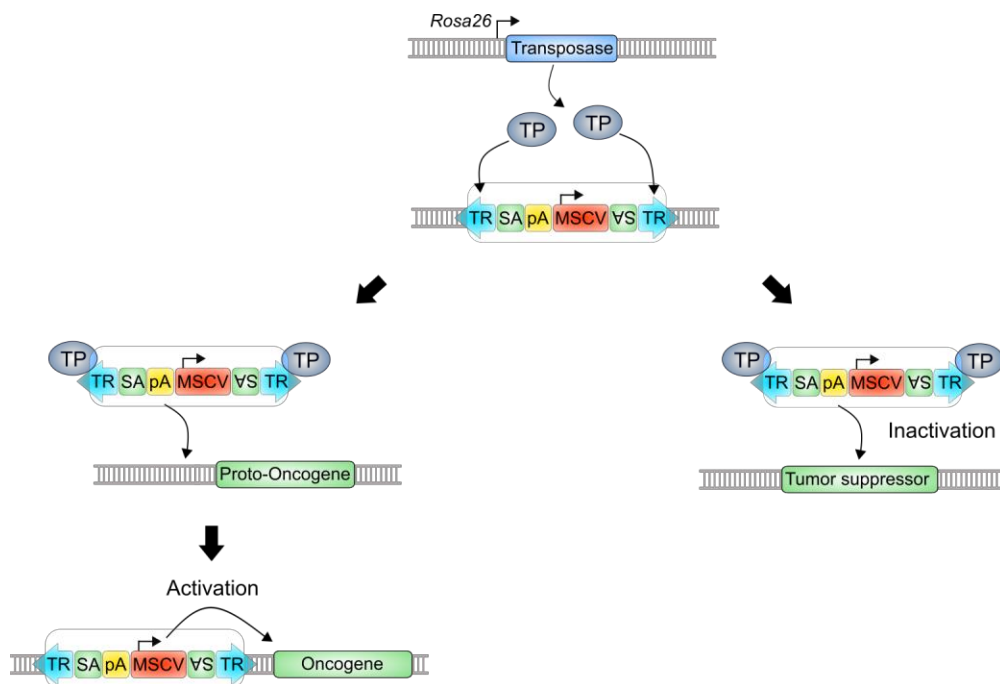 Rosa26
Transposase
TP
TP
TR SA pA MSCV SA TR
TP
TP
TR SA pA MSCV SA TR
Proto-Oncogene
Activation
TR SA pA MSCV SA TR
Oncogene
TP
TP
TR SA pA MSCV SA TR
Inactivation
Tumor suppressor